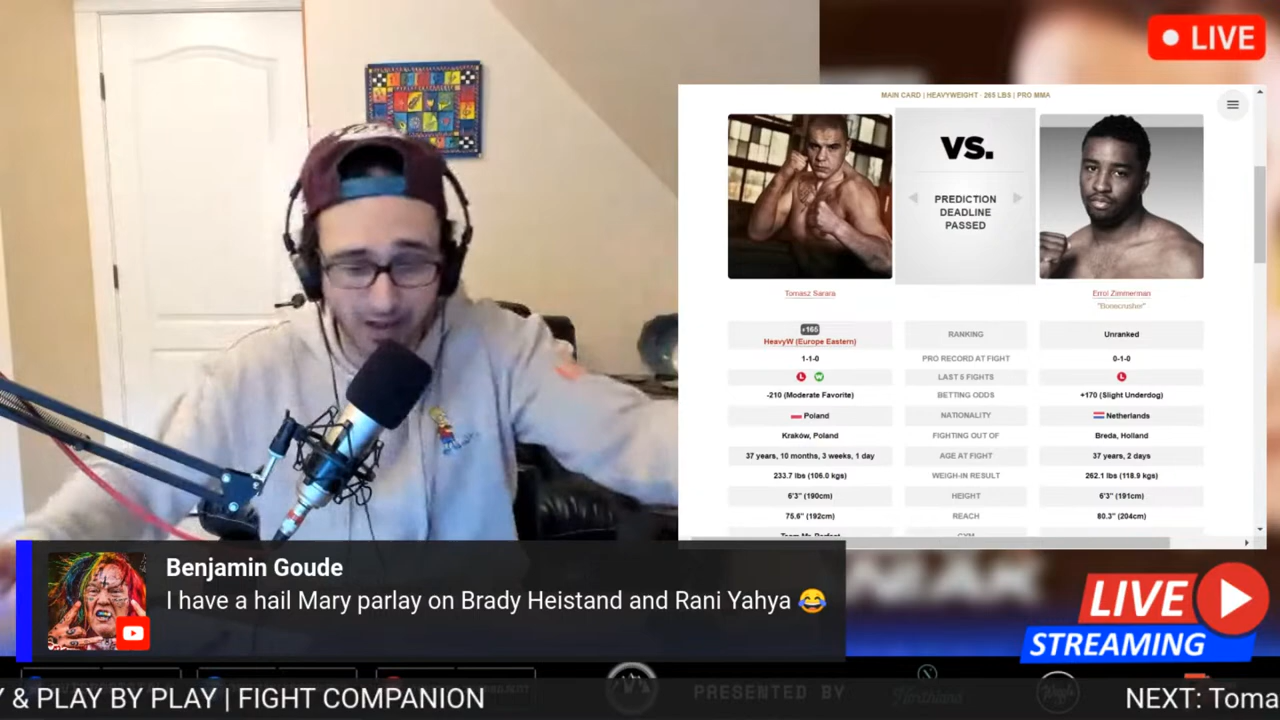 LIVE
MAIN CARD | HEAVYWEIGHT · 265 LBS | PRO MMA
VS.
PREDICTION
DEADLINE
PASSED
Tomasz Sarara
Errol Zimmerman
"Bonecrusher"
#165
HeavyW (Europe Eastern)
RANKING
Unranked
1-1-0
PRO RECORD AT FIGHT
0-1-0
L W
LAST 5 FIGHTS
L
-210 (Moderate Favorite)
BETTING ODDS
+170 (Slight Underdog)
Poland
NATIONALITY
Netherlands
Kraków, Poland
FIGHTING OUT OF
Breda, Holland
37 years, 10 months, 3 weeks, 1 day
AGE AT FIGHT
37 years, 2 days
233.7 lbs (106.0 kgs)
WEIGH-IN RESULT
262.1 lbs (118.9 kgs)
6'3" (190cm)
HEIGHT
6'3" (191cm)
75.6" (192cm)
REACH
80.3" (204cm)
Benjamin Goude
I have a hail Mary parlay on Brady Heistand and Rani Yahya 😂
LIVE
STREAMING
PRESENTED BY
Northland
Y & PLAY BY PLAY | FIGHT COMPANION
NEXT: Toma